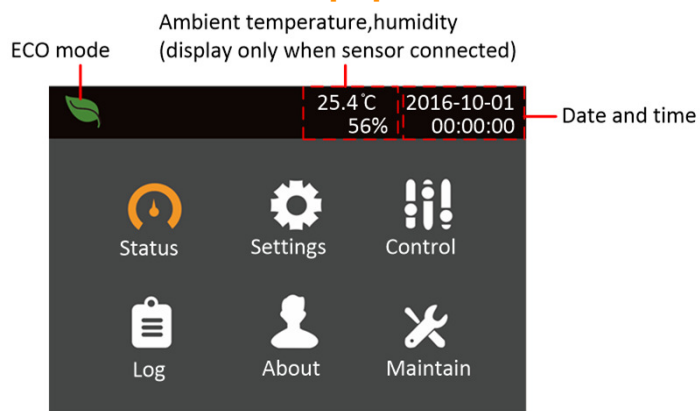 Ambient temperature,humidity
ECO mode
(display only when sensor connected)
25.4℃
2016-10-01
56%
00:00:00
Date and time
Status
Settings
Control
Log
About
Maintain